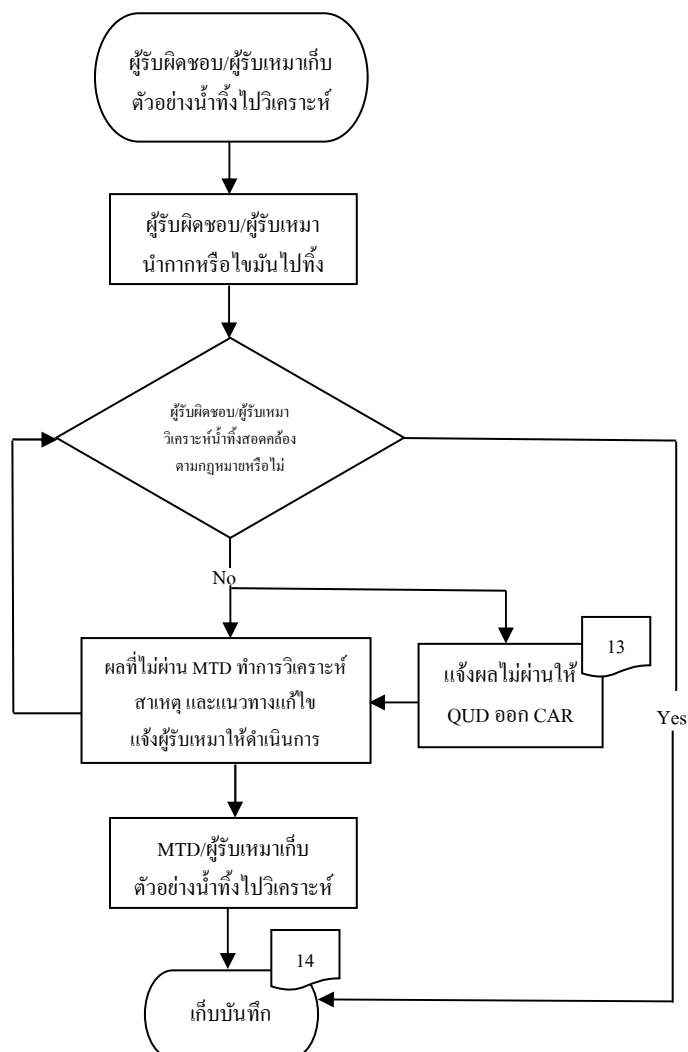 ผู้รับผิดชอบ/ผู้รับเหมาเก็บ
ตัวอย่างน้ำทิ้งไปวิเคราะห์
ผู้รับผิดชอบ/ผู้รับเหมา
นำกากหรือไขมันไปทิ้ง
ผู้รับผิดชอบ/ผู้รับเหมา
วิเคราะห์น้ำทิ้งสอดคล้อง
ตามกฎหมายหรือไม่
No
13
ผลที่ไม่ผ่าน MTD ทำการวิเคราะห์
สาเหตุ และแนวทางแก้ไข
แจ้งผู้รับเหมาให้ดำเนินการ
แจ้งผลไม่ผ่านให้
QUD ออก CAR
Yes
MTD/ผู้รับเหมาเก็บ
ตัวอย่างน้ำทิ้งไปวิเคราะห์
14
เก็บบันทึก